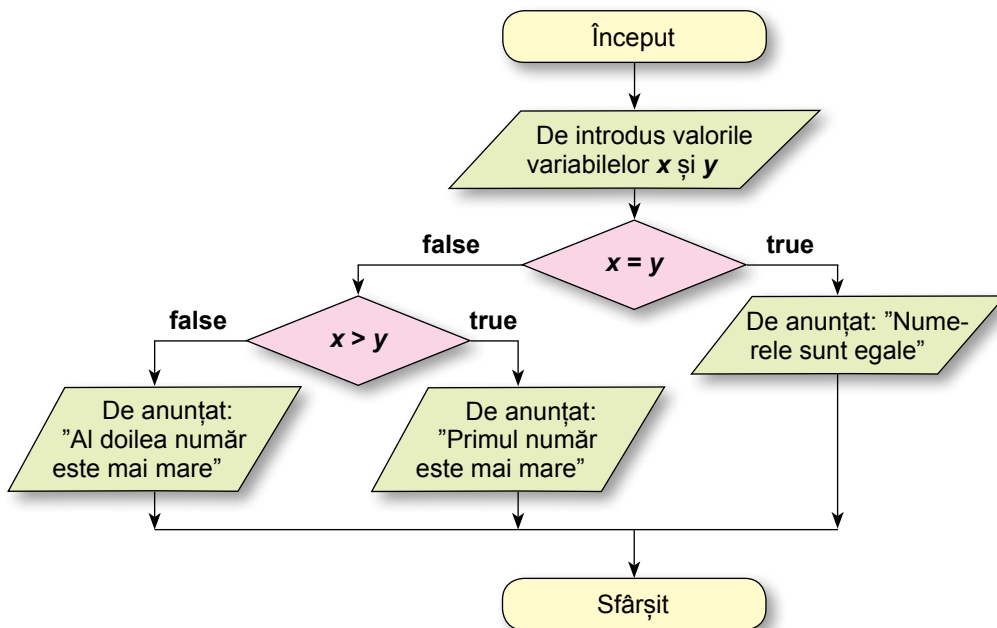 Început
De introdus valorile
variabilelor x și y
false
true
x = y
false
true
x > y
De anunțat: ”Nume-
rele sunt egale”
De anunțat:
”Al doilea număr
este mai mare”
De anunțat:
”Primul număr
este mai mare”
Sfârșit